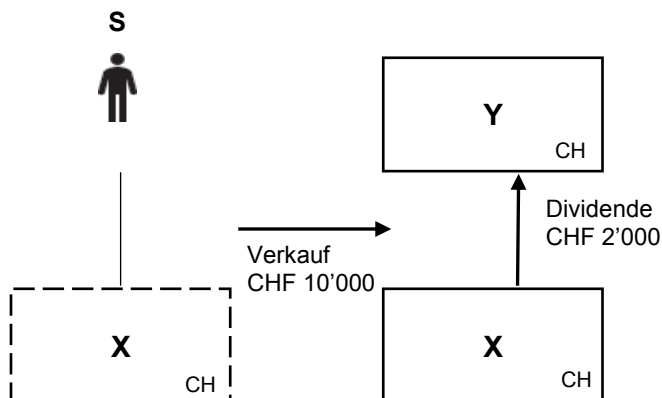 S
Y
CH
Dividende
CHF 2’000
Verkauf
CHF 10’000
X
CH
X
CH